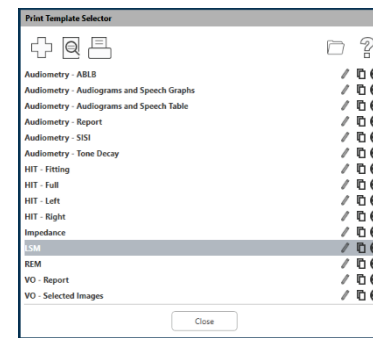 Print Template Selector
Audiometry - ABLB
Audiometry - Audiograms and Speech Graphs
Audiometry - Audiograms and Speech Table
Audiometry - Report
Audiometry - SISI
Audiometry - Tone Decay
HIT - Fitting
HIT - Full
HIT - Left
HIT - Right
Impedance
LSM
REM
VO - Report
VO - Selected Images
Close